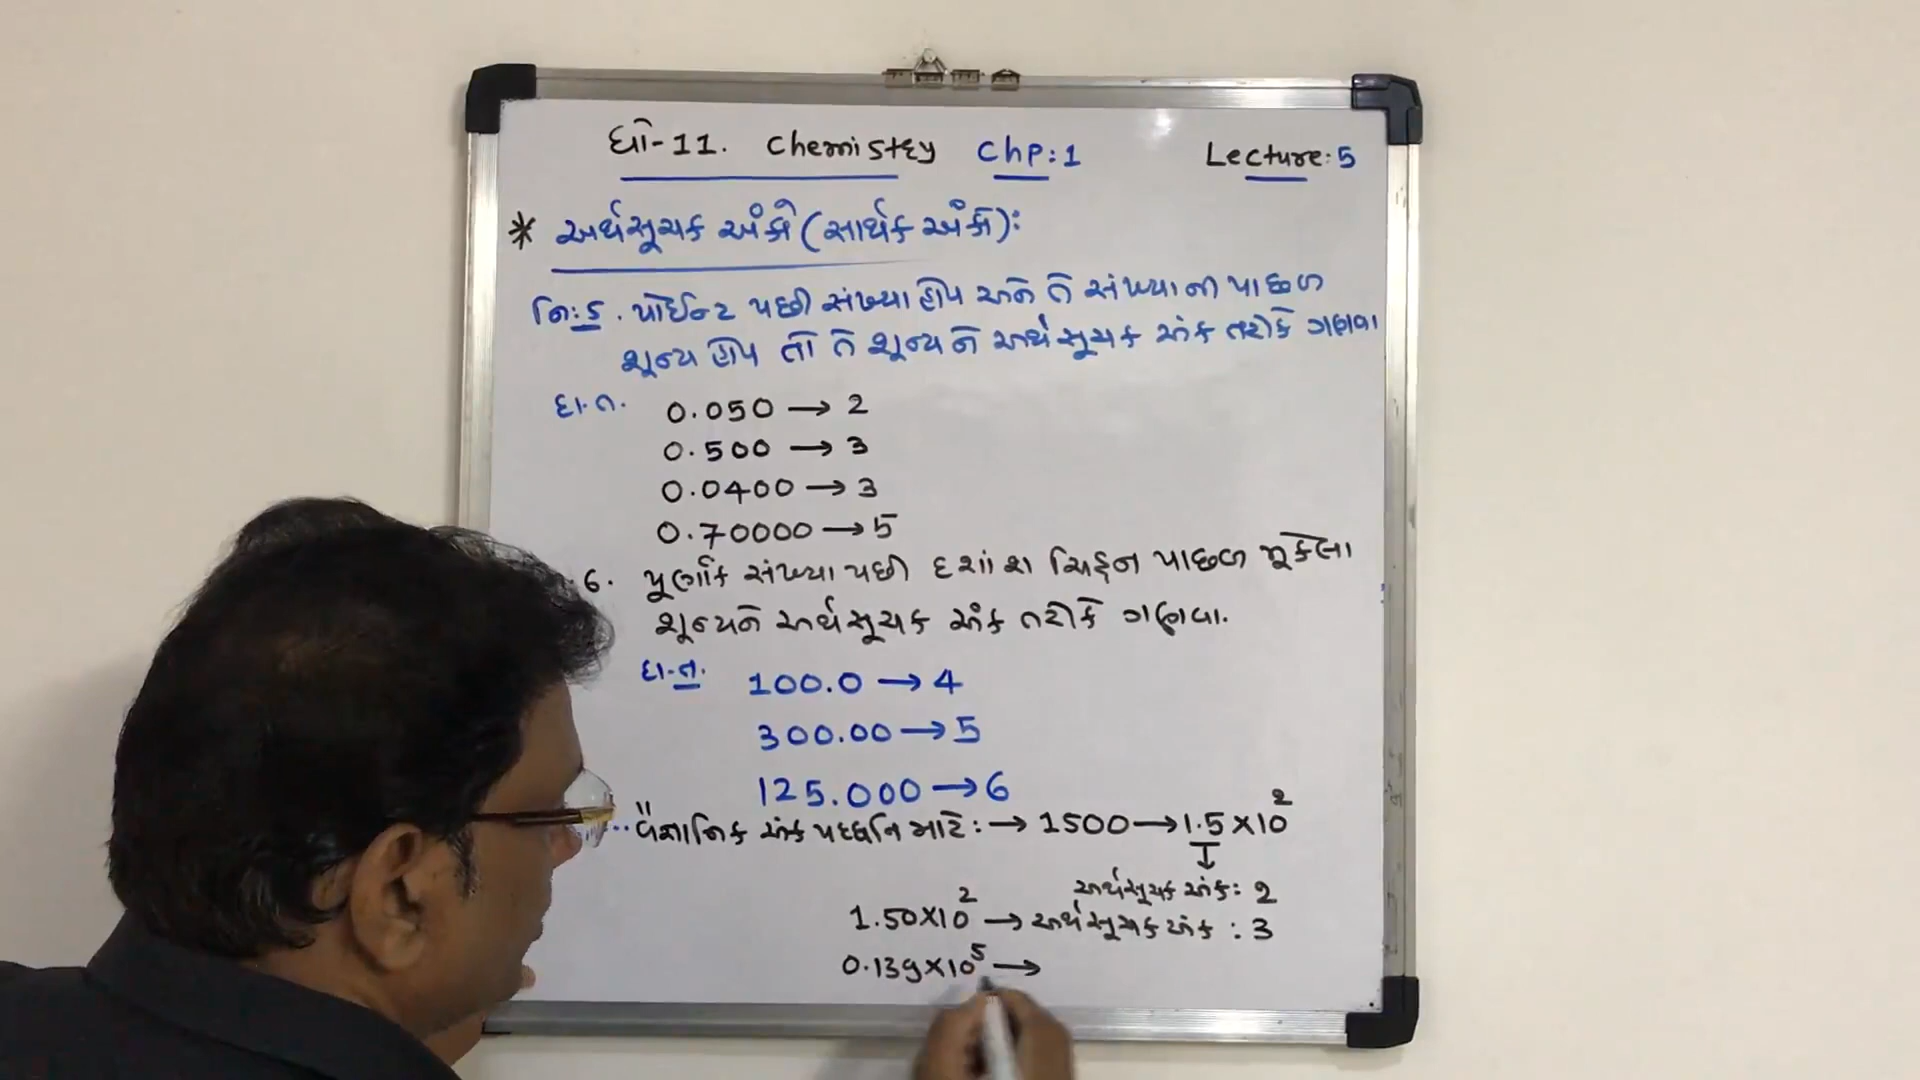 ધો-11. Chemistry Chp:1 Lecture:5
* અર્થસૂચક અંકો (સાર્થક અંકો):
નિ:5. પોઈન્ટ પછી સંખ્યા હોય અને તે સંખ્યાની પાછળ
શૂન્ય હોય તો તે શૂન્યને અર્થસૂચક અંક તરીકે ગણવા
દા.ત. 0.050 → 2
0.500 → 3
0.0400 → 3
0.70000 → 5
6. પૂર્ણાંક સંખ્યા પછી દશાંશ ચિહ્ન પાછળ મૂકેલા
શૂન્યને અર્થસૂચક અંક તરીકે ગણવા.
દા.ત. 100.0 → 4
300.00 → 5
125.000 → 6
વૈજ્ઞાનિક અંક પધ્ધતિ માટે: → 1500 → 1.5 × 10²
અર્થસૂચક અંક: 2
1.50×10² → અર્થસૂચક અંક : 3
0.139×10⁵ →